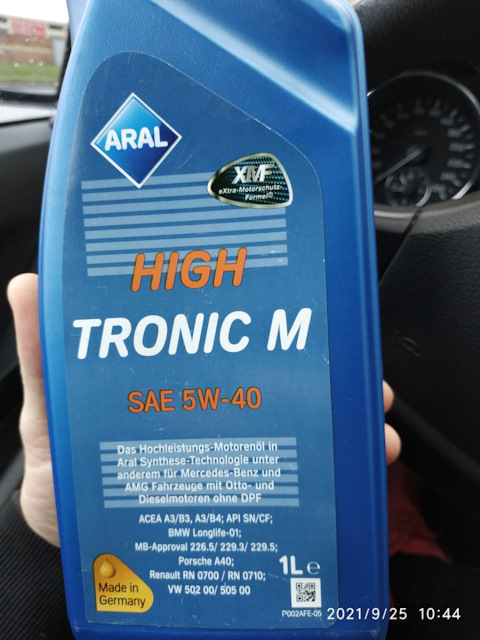 ARAL
XMF
eXtra-Motorschutz-
Formel®
HIGH
TRONIC M
SAE 5W-40
Das Hochleistungs-Motorenöl in
Aral Synthese-Technologie unter
anderem für Mercedes-Benz und
AMG Fahrzeuge mit Otto- und
Dieselmotoren ohne DPF
ACEA A3/B3, A3/B4; API SN/CF;
BMW Longlife-01;
MB-Approval 226.5/ 229.3/ 229.5;
Porsche A40;
Renault RN 0700 / RN 0710;
VW 502 00/ 505 00
1L e
Made in
Germany
P002AFE-05
2021/9/25 10:44